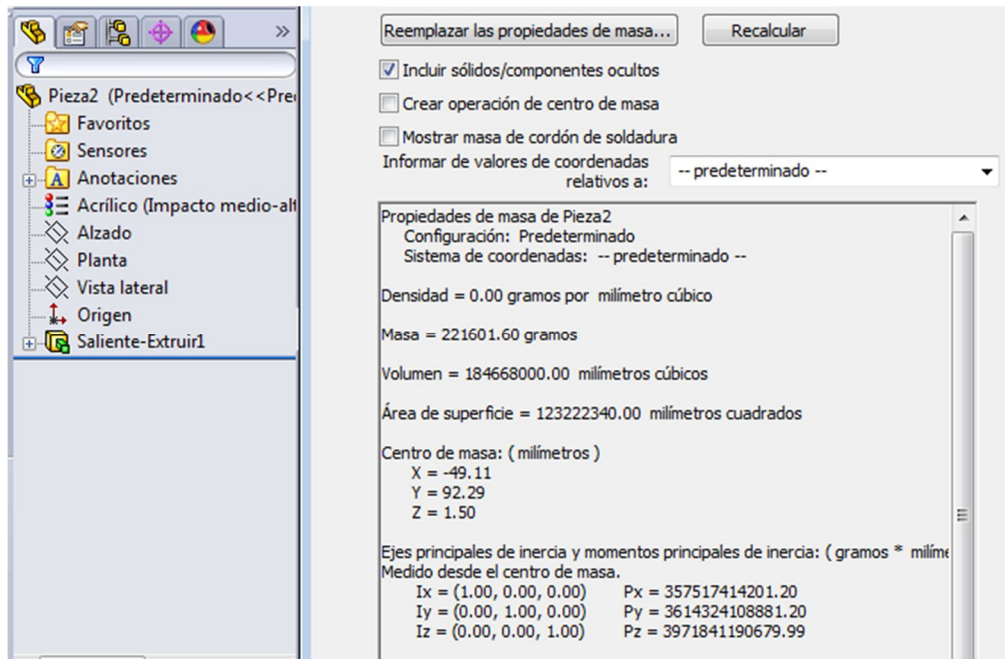 Pieza2 (Predeterminado<<Pre
Favoritos
Sensores
Anotaciones
Acrílico (Impacto medio-alt
Alzado
Planta
Vista lateral
Origen
Saliente-Extruir1
Reemplazar las propiedades de masa...
Recalcular
Incluir sólidos/componentes ocultos
Crear operación de centro de masa
Mostrar masa de cordón de soldadura
Informar de valores de coordenadas
relativos a:
-- predeterminado --
Propiedades de masa de Pieza2
Configuración: Predeterminado
Sistema de coordenadas: -- predeterminado --
Densidad = 0.00 gramos por milímetro cúbico
Masa = 221601.60 gramos
Volumen = 184668000.00 milímetros cúbicos
Área de superficie = 123222340.00 milímetros cuadrados
Centro de masa: ( milímetros )
X = -49.11
Y = 92.29
Z = 1.50
Ejes principales de inercia y momentos principales de inercia: ( gramos * milíme
Medido desde el centro de masa.
Ix = (1.00, 0.00, 0.00) Px = 357517414201.20
Iy = (0.00, 1.00, 0.00) Py = 3614324108881.20
Iz = (0.00, 0.00, 1.00) Pz = 3971841190679.99